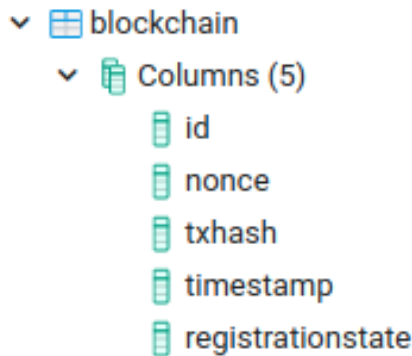 blockchain
Columns (5)
id
nonce
txhash
timestamp
registrationstate